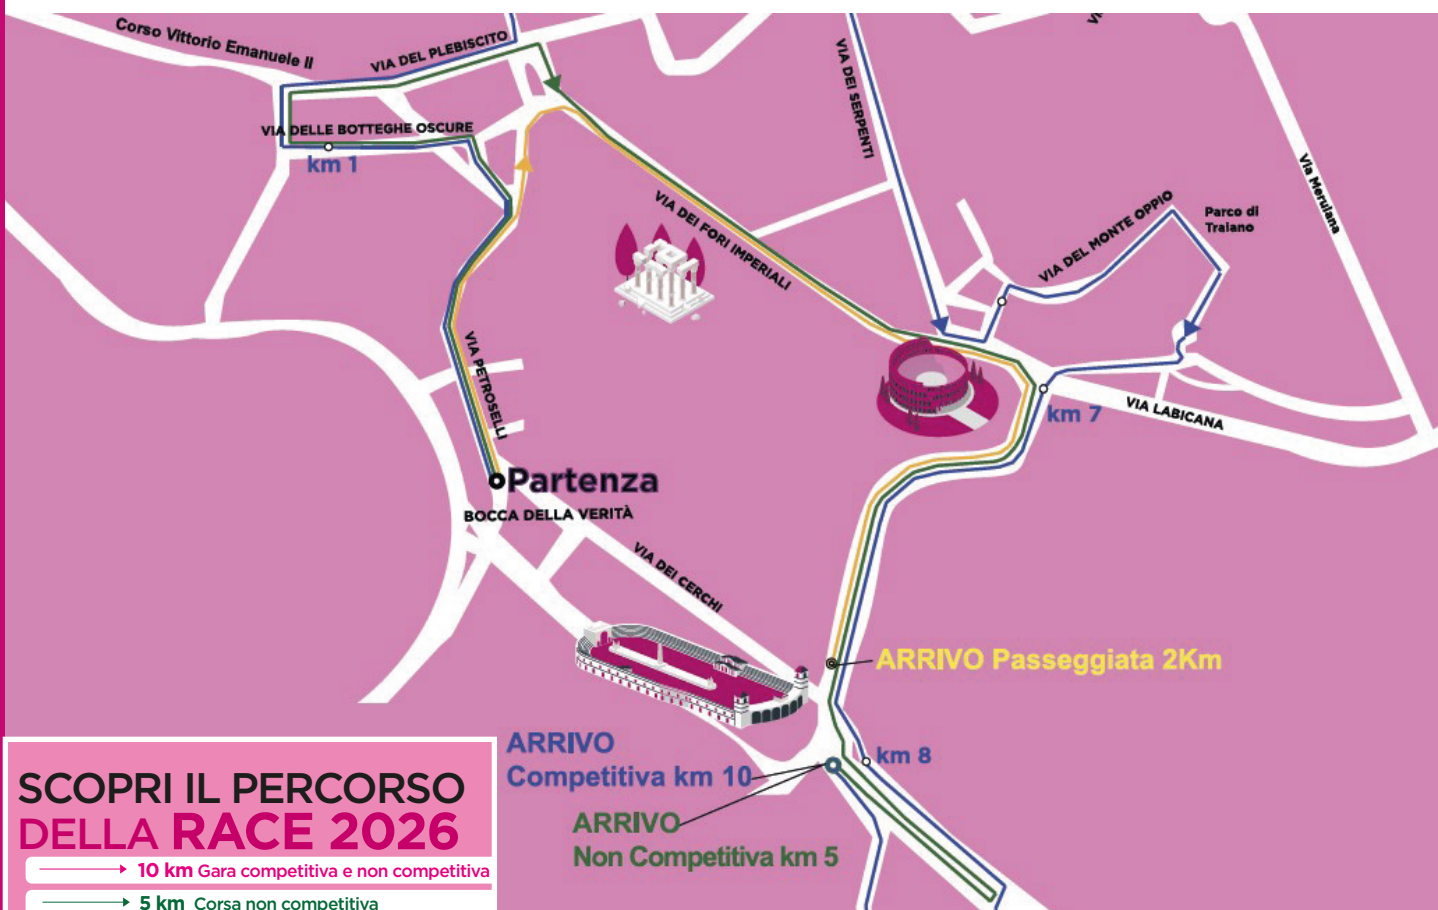 Corso Vittorio Emanuele II
VIA DEL PLEBISCITO
VIA DELLE BOTTEGHE OSCURE
km 1
VIA DEI SERPENTI
Via Merulana
VIA DEI FORI IMPERIALI
VIA DEL MONTE OPPIO
Parco di
Traiano
VIA PETROSELLI
km 7
VIA LABICANA
Partenza
BOCCA DELLA VERITÀ
VIA DEI CERCHI
ARRIVO Passeggiata 2Km
ARRIVO
Competitiva km 10
km 8
ARRIVO
Non Competitiva km 5
SCOPRI IL PERCORSO
DELLA RACE 2026
10 km Gara competitiva e non competitiva
5 km Corsa non competitiva